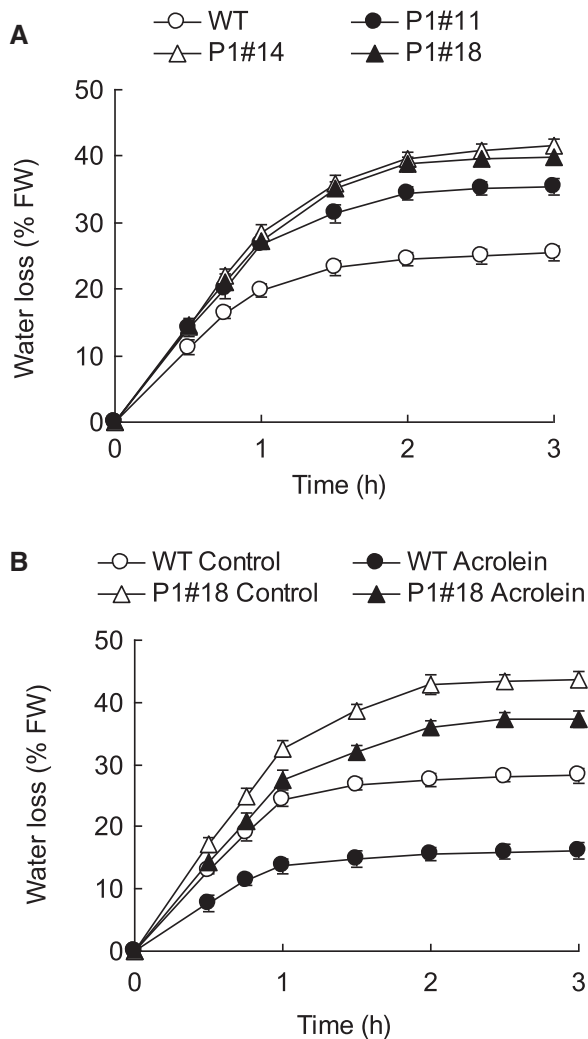 A
WT P1#11
P1#14 P1#18
50
40
30
20
10
0
Water loss (% FW)
0 1 2 3
Time (h)
B
WT Control WT Acrolein
P1#18 Control P1#18 Acrolein
50
40
30
20
10
0
Water loss (% FW)
0 1 2 3
Time (h)